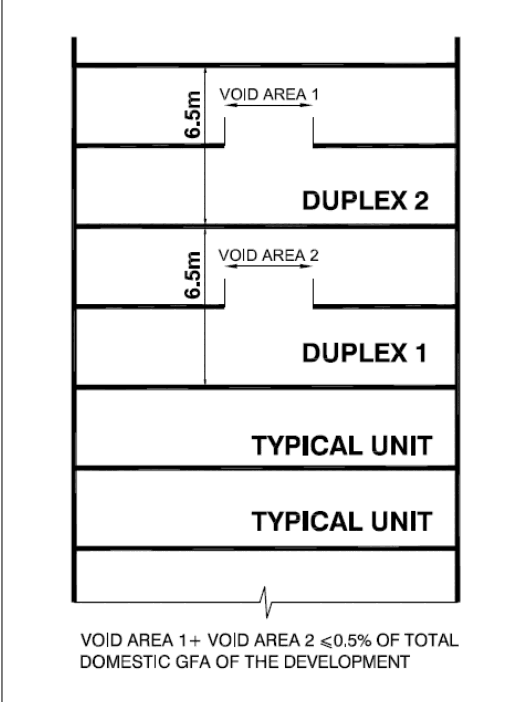 VOID AREA 1
6.5m
DUPLEX 2
VOID AREA 2
6.5m
DUPLEX 1
TYPICAL UNIT
TYPICAL UNIT
VOID AREA 1+ VOID AREA 2 ⩽0.5% OF TOTAL
DOMESTIC GFA OF THE DEVELOPMENT